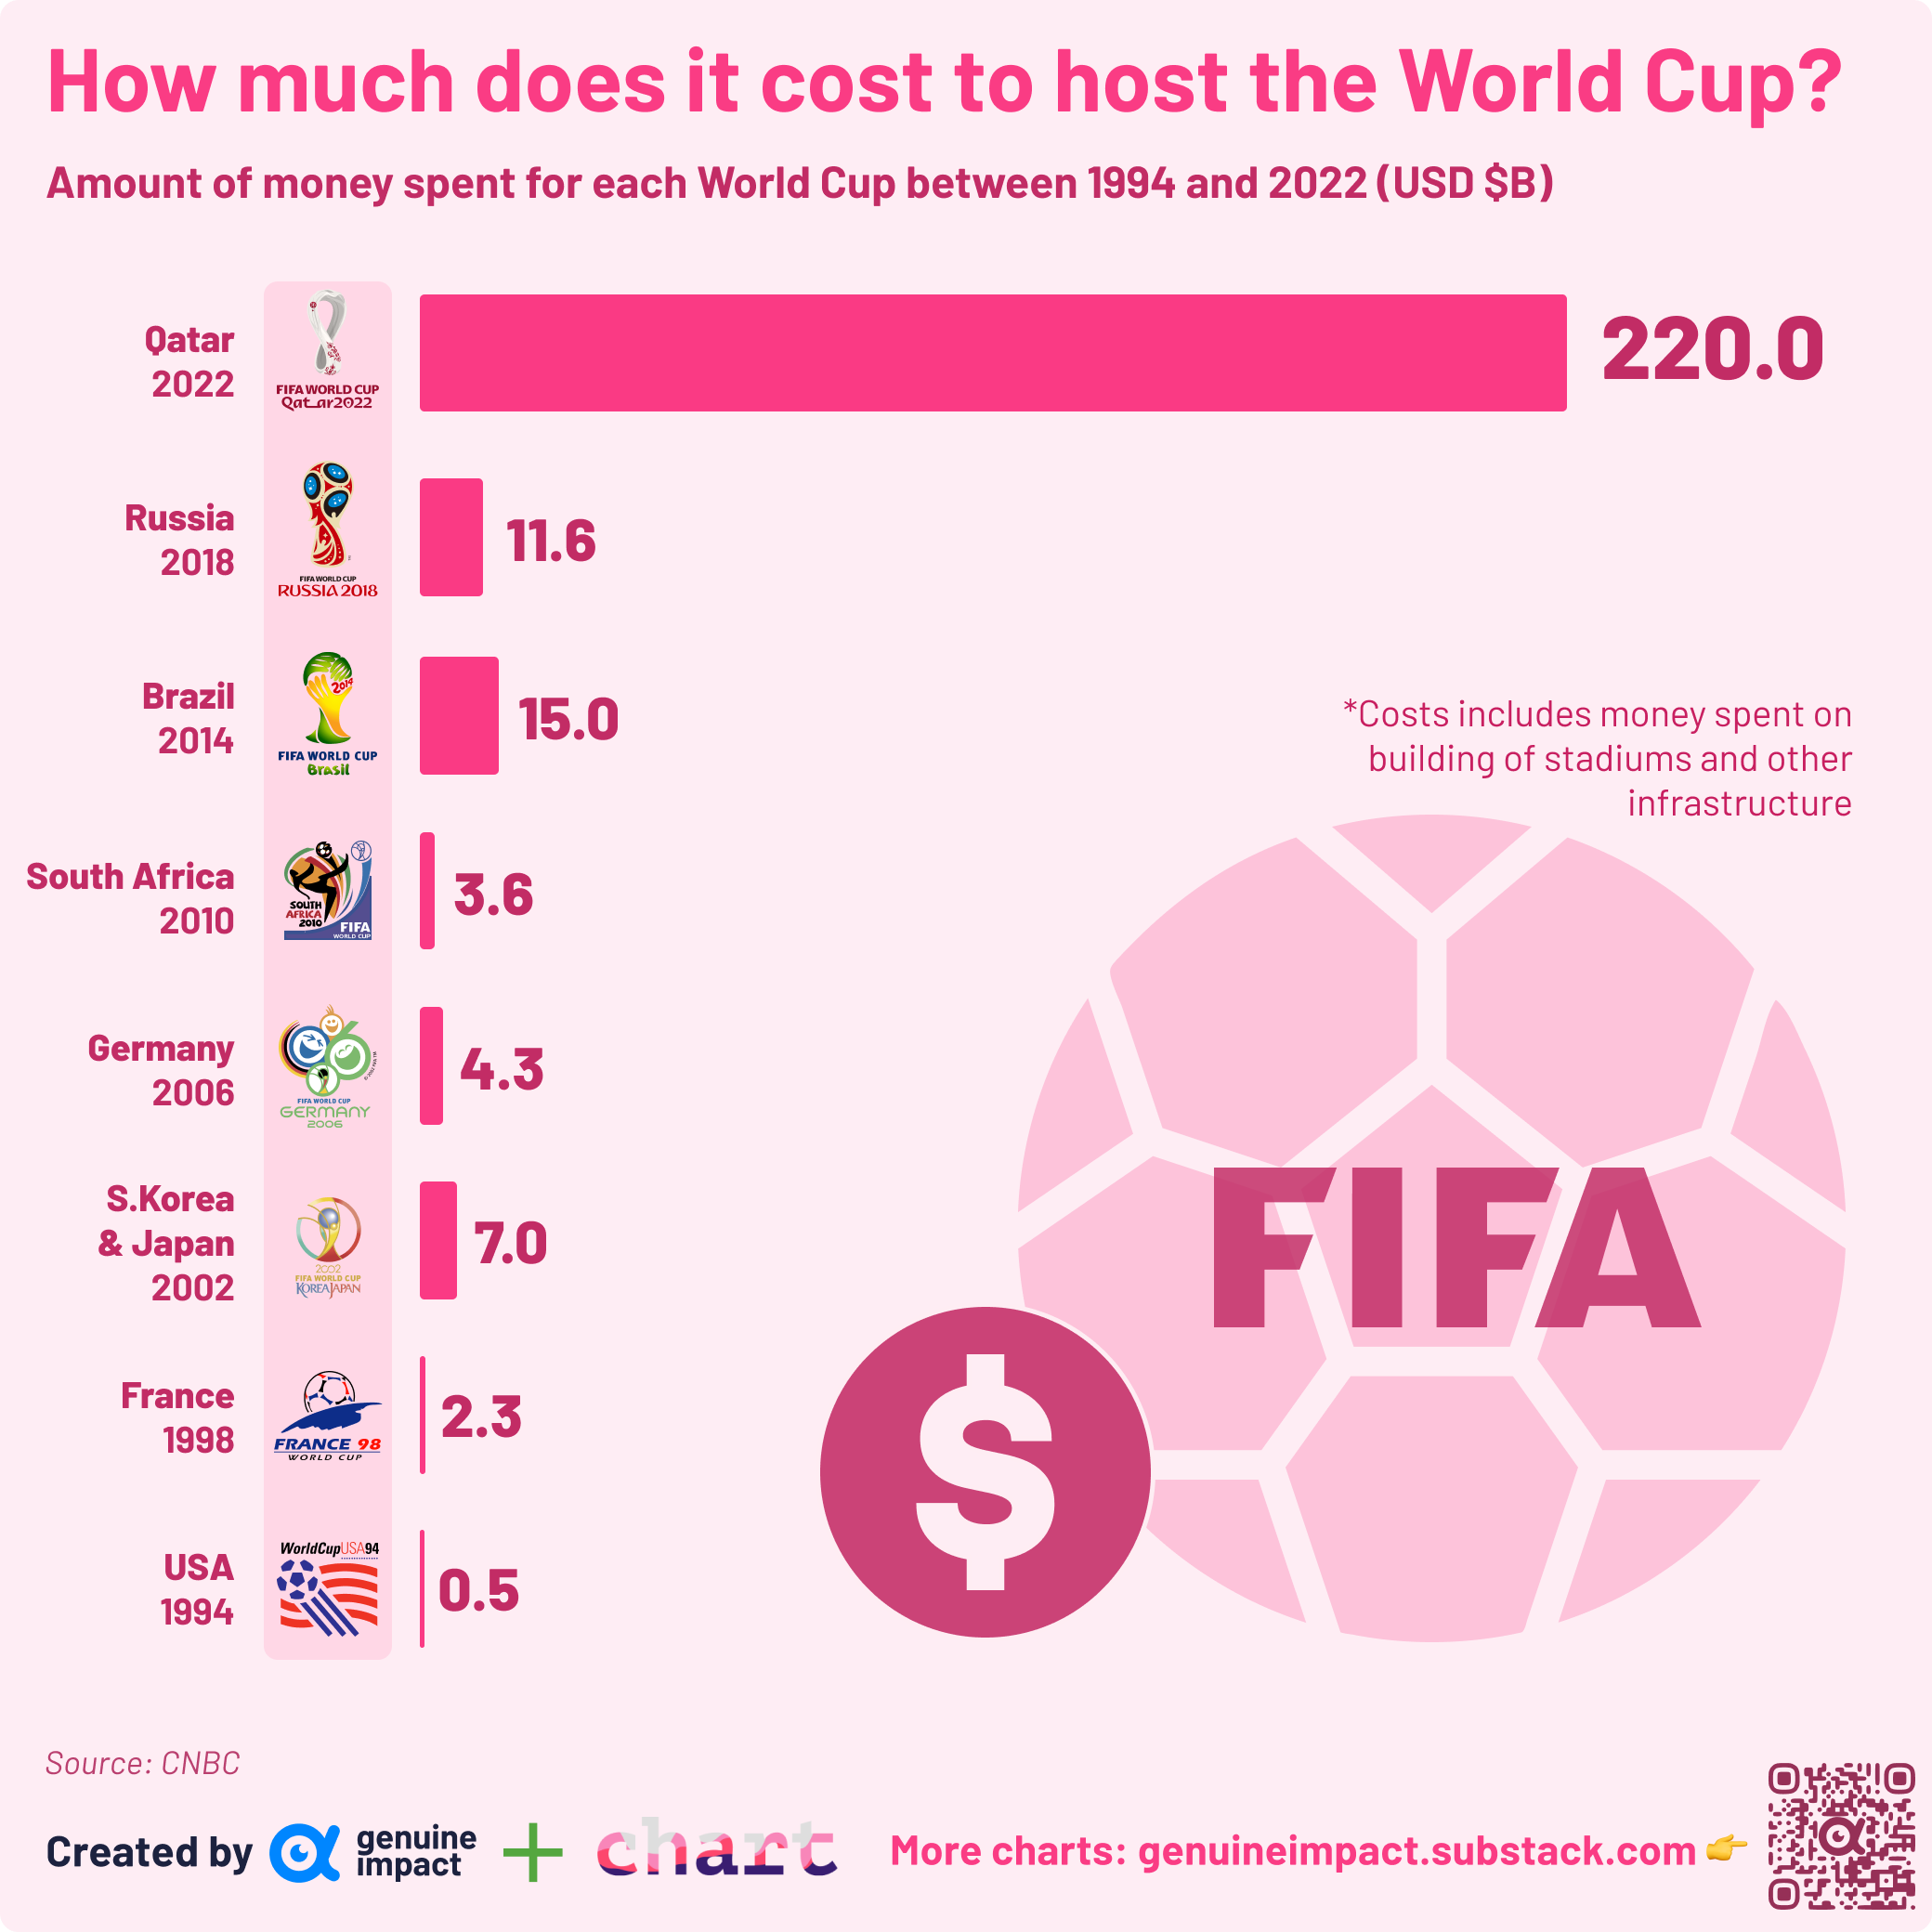 How much does it cost to host the World Cup?
Amount of money spent for each World Cup between 1994 and 2022 (USD $B)
Qatar
2022
FIFA WORLD CUP
Qatar2022
220.0
Russia
2018
FIFA WORLD CUP
RUSSIA 2018
11.6
Brazil
2014
2014
FIFA WORLD CUP
Brasil
15.0
*Costs includes money spent on
building of stadiums and other
infrastructure
South Africa
2010
SOUTH
AFRICA
2010
FIFA
WORLD CUP
3.6
Germany
2006
FIFA WORLD CUP
GERMANY
2006
4.3
S.Korea
& Japan
2002
2002
FIFA WORLD CUP
KOREAJAPAN
7.0
FIFA
$
France
1998
FRANCE 98
WORLD CUP
2.3
USA
1994
WorldCupUSA94
0.5
Source: CNBC
Created by genuine impact + chart
More charts: genuineimpact.substack.com